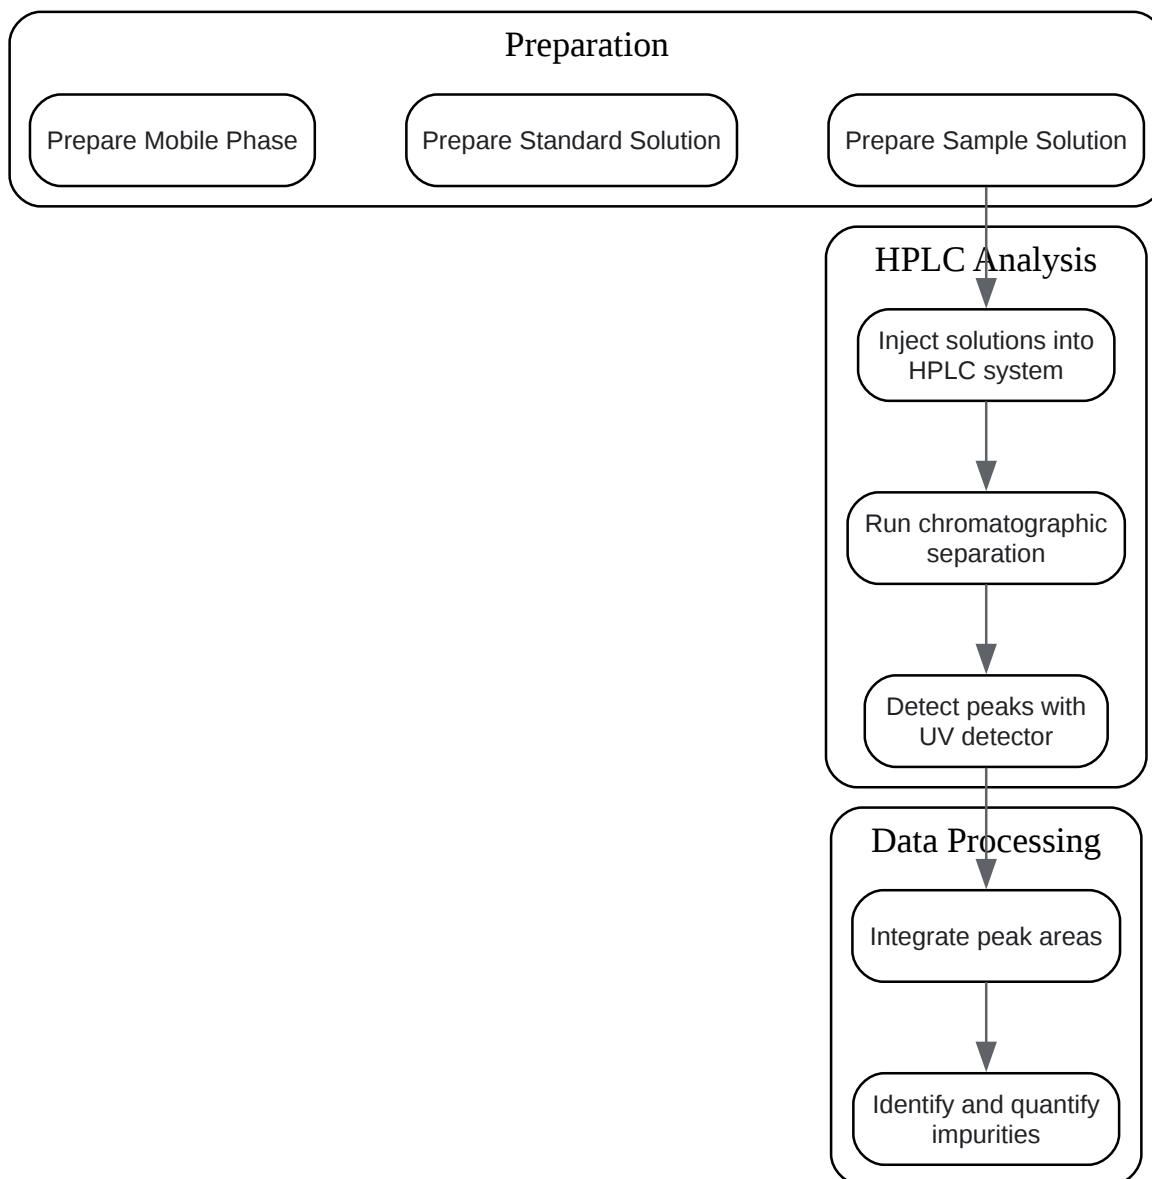 Preparation
Prepare Mobile Phase
Prepare Standard Solution
Prepare Sample Solution
HPLC Analysis
Inject solutions into
HPLC system
Run chromatographic
separation
Detect peaks with
UV detector
Data Processing
Integrate peak areas
Identify and quantify
impurities